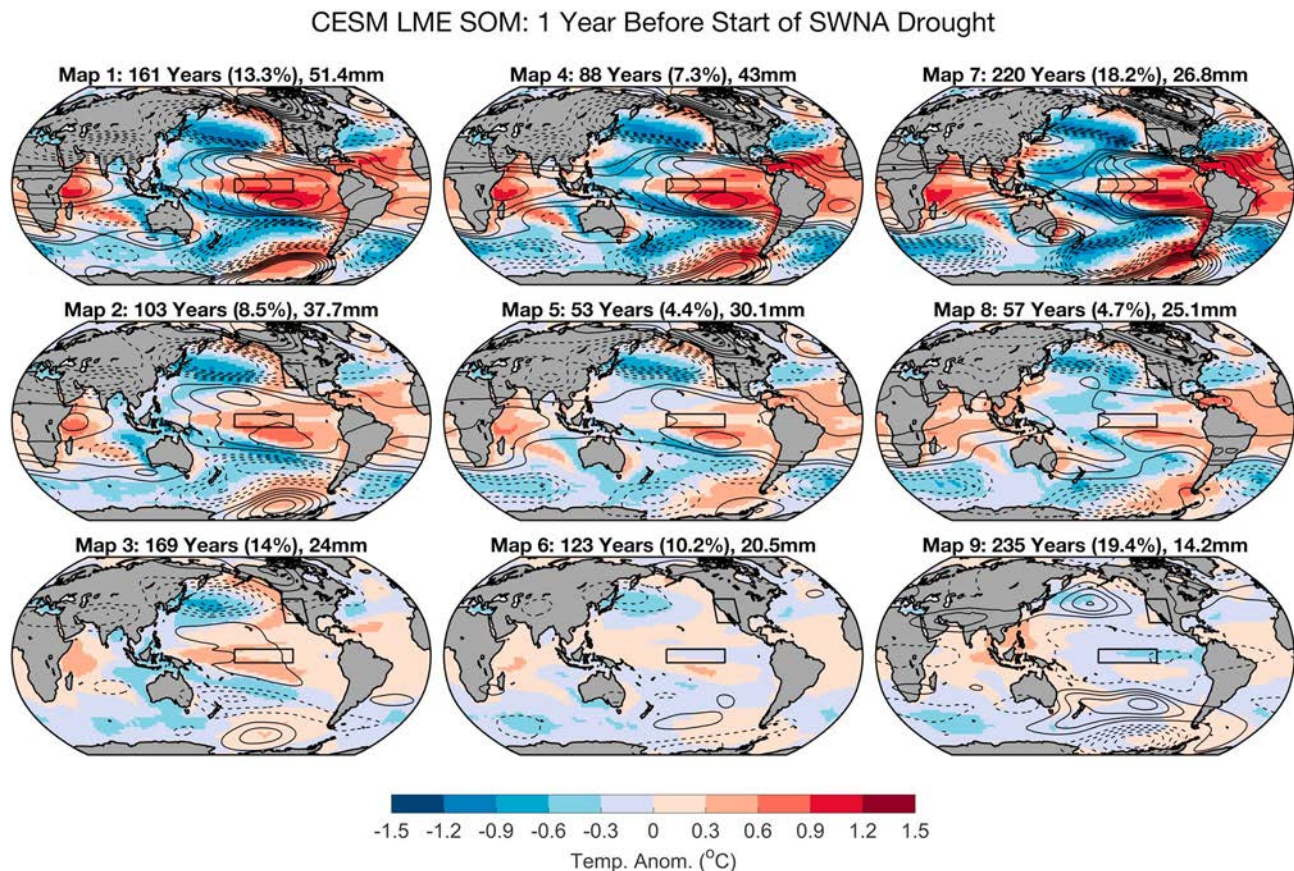 CESM LME SOM: 1 Year Before Start of SWNA Drought
Map 1: 161 Years (13.3%), 51.4mm
Map 4: 88 Years (7.3%), 43mm
Map 7: 220 Years (18.2%), 26.8mm
Map 2: 103 Years (8.5%), 37.7mm
Map 5: 53 Years (4.4%), 30.1mm
Map 8: 57 Years (4.7%), 25.1mm
Map 3: 169 Years (14%), 24mm
Map 6: 123 Years (10.2%), 20.5mm
Map 9: 235 Years (19.4%), 14.2mm
-1.5 -1.2 -0.9 -0.6 -0.3 0 0.3 0.6 0.9 1.2 1.5
Temp. Anom. (°C)